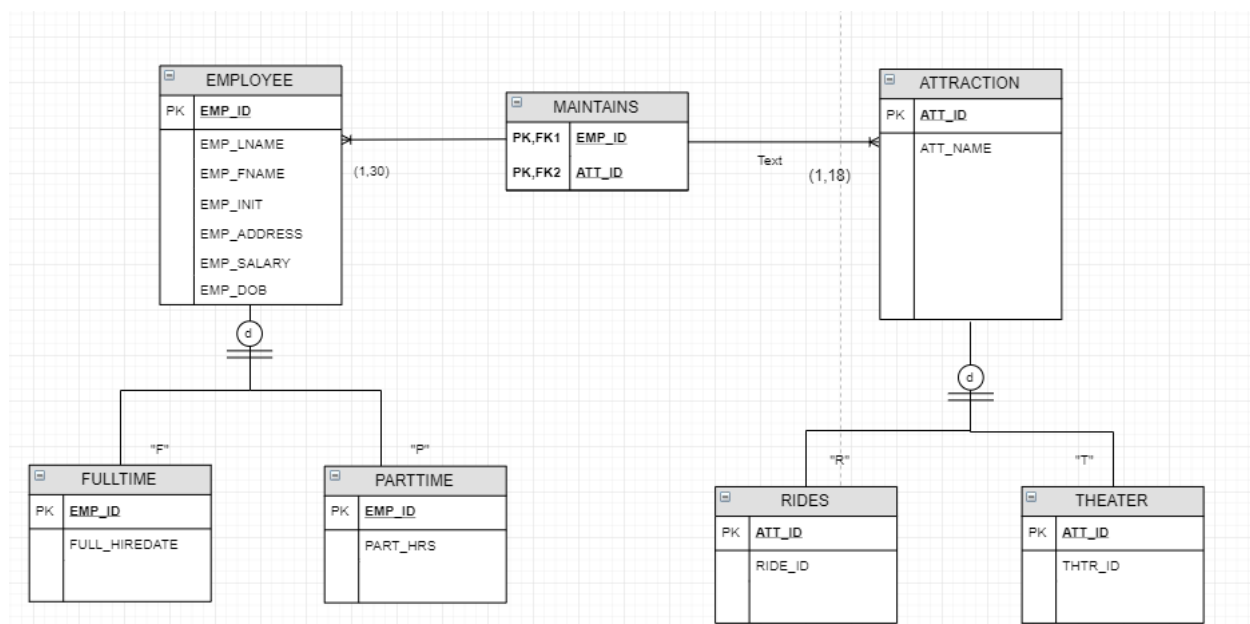 EMPLOYEE
PK EMP_ID
EMP_LNAME
EMP_FNAME
EMP_INIT
EMP_ADDRESS
EMP_SALARY
EMP_DOB
(1,30)
MAINTAINS
PK,FK1 EMP_ID
PK,FK2 ATT_ID
Text
(1,18)
ATTRACTION
PK ATT_ID
ATT_NAME
d
"F"
"P"
FULLTIME
PK EMP_ID
FULL_HIREDATE
PARTTIME
PK EMP_ID
PART_HRS
d
"R"
"T"
RIDES
PK ATT_ID
RIDE_ID
THEATER
PK ATT_ID
THTR_ID